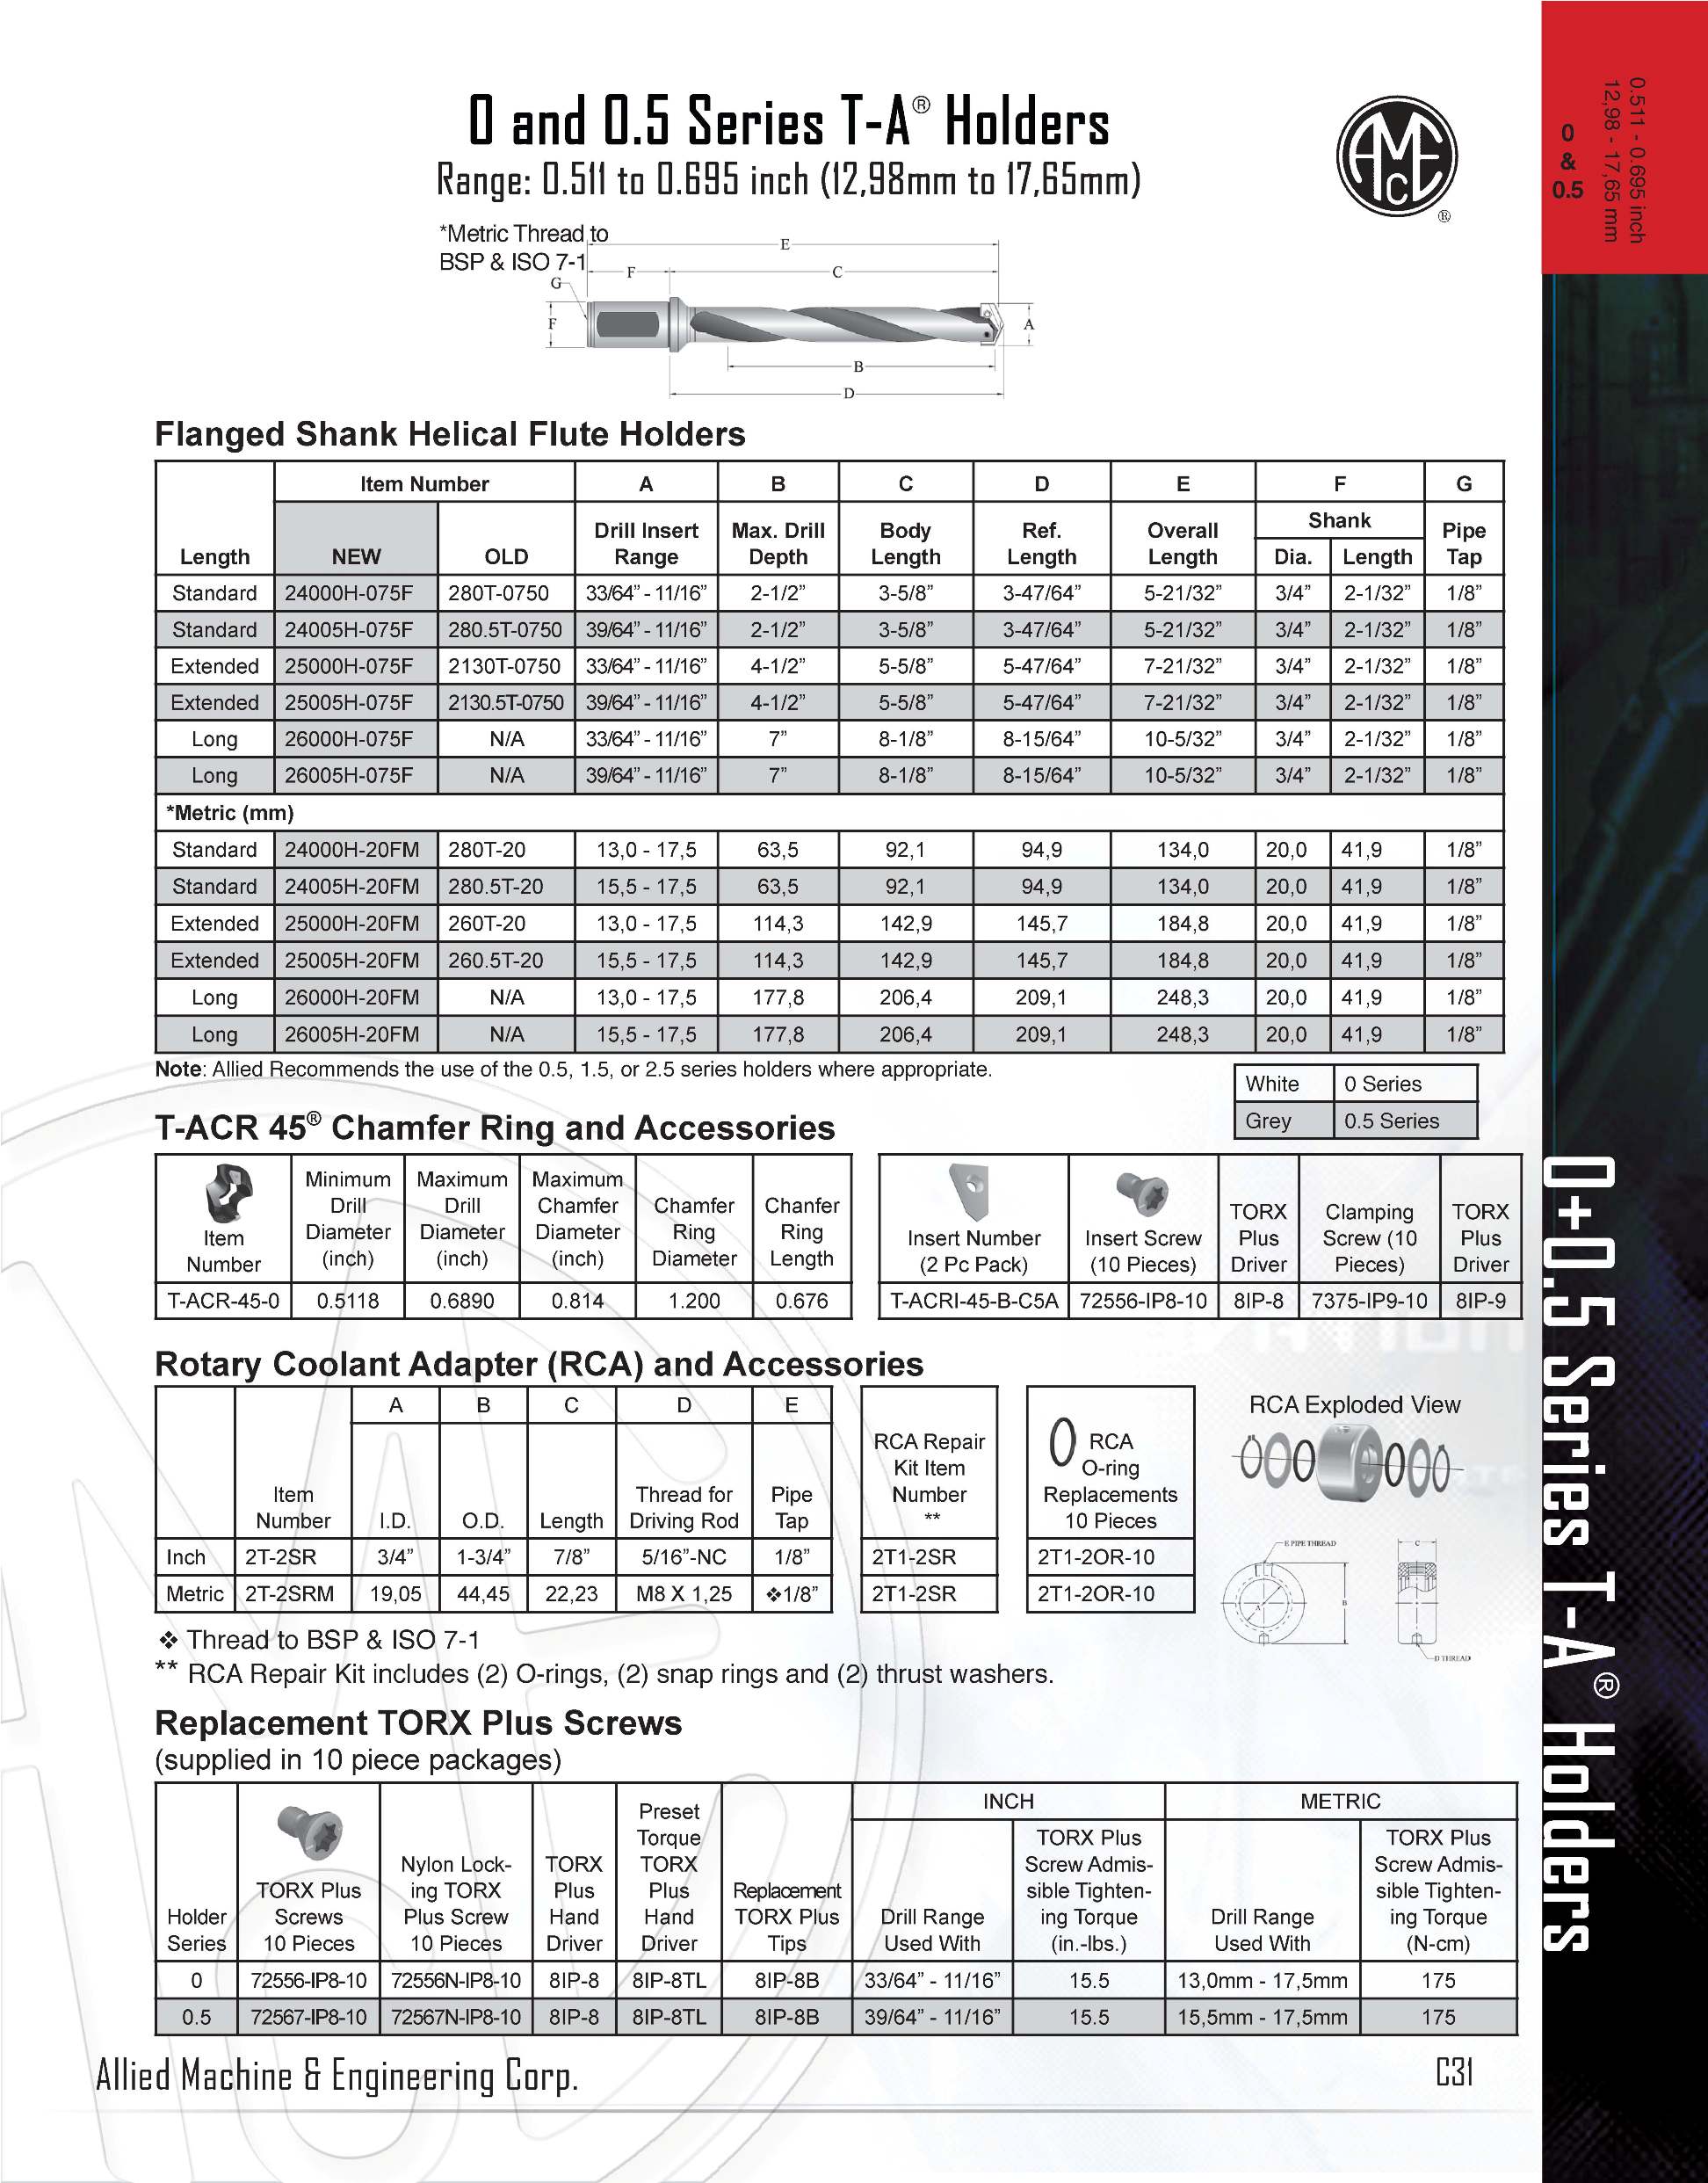 0 and 0.5 Series T-A® Holders
Range: 0.511 to 0.695 inch (12,98mm to 17,65mm)
AMEC
®
0
&
0.5
0.511 - 0.695 inch
12,98 - 17,65 mm
*Metric Thread to
BSP & ISO 7-1
E
F C
G
F
A
B
D
Flanged Shank Helical Flute Holders
Item Number A B C D E F G
Length NEW OLD Drill Insert Range Max. Drill Depth Body Length Ref. Length Overall Length Shank Dia. Length Pipe Tap
Standard 24000H-075F 280T-0750 33/64” - 11/16” 2-1/2” 3-5/8” 3-47/64” 5-21/32” 3/4” 2-1/32” 1/8”
Standard 24005H-075F 280.5T-0750 39/64” - 11/16” 2-1/2” 3-5/8” 3-47/64” 5-21/32” 3/4” 2-1/32” 1/8”
Extended 25000H-075F 2130T-0750 33/64” - 11/16” 4-1/2” 5-5/8” 5-47/64” 7-21/32” 3/4” 2-1/32” 1/8”
Extended 25005H-075F 2130.5T-0750 39/64” - 11/16” 4-1/2” 5-5/8” 5-47/64” 7-21/32” 3/4” 2-1/32” 1/8”
Long 26000H-075F N/A 33/64” - 11/16” 7” 8-1/8” 8-15/64” 10-5/32” 3/4” 2-1/32” 1/8”
Long 26005H-075F N/A 39/64” - 11/16” 7” 8-1/8” 8-15/64” 10-5/32” 3/4” 2-1/32” 1/8”
*Metric (mm)
Standard 24000H-20FM 280T-20 13,0 - 17,5 63,5 92,1 94,9 134,0 20,0 41,9 1/8”
Standard 24005H-20FM 280.5T-20 15,5 - 17,5 63,5 92,1 94,9 134,0 20,0 41,9 1/8”
Extended 25000H-20FM 260T-20 13,0 - 17,5 114,3 142,9 145,7 184,8 20,0 41,9 1/8”
Extended 25005H-20FM 260.5T-20 15,5 - 17,5 114,3 142,9 145,7 184,8 20,0 41,9 1/8”
Long 26000H-20FM N/A 13,0 - 17,5 177,8 206,4 209,1 248,3 20,0 41,9 1/8”
Long 26005H-20FM N/A 15,5 - 17,5 177,8 206,4 209,1 248,3 20,0 41,9 1/8”
Note: Allied Recommends the use of the 0.5, 1.5, or 2.5 series holders where appropriate.
White 0 Series
Grey 0.5 Series
T-ACR 45® Chamfer Ring and Accessories
Item Number Minimum Drill Diameter (inch) Maximum Drill Diameter (inch) Maximum Chamfer Diameter (inch) Chamfer Ring Diameter Chanfer Ring Length
T-ACR-45-0 0.5118 0.6890 0.814 1.200 0.676
Insert Number (2 Pc Pack) Insert Screw (10 Pieces) TORX Plus Driver Clamping Screw (10 Pieces) TORX Plus Driver
T-ACRI-45-B-C5A 72556-IP8-10 8IP-8 7375-IP9-10 8IP-9
Rotary Coolant Adapter (RCA) and Accessories
A B C D E
Item Number I.D. O.D. Length Thread for Driving Rod Pipe Tap
Inch 2T-2SR 3/4” 1-3/4” 7/8” 5/16”-NC 1/8”
Metric 2T-2SRM 19,05 44,45 22,23 M8 X 1,25 ❖1/8”
RCA Repair Kit Item Number **
2T1-2SR
2T1-2SR
RCA O-ring Replacements 10 Pieces
2T1-2OR-10
2T1-2OR-10
RCA Exploded View
E PIPE THREAD
C
A
B
D THREAD
❖ Thread to BSP & ISO 7-1
** RCA Repair Kit includes (2) O-rings, (2) snap rings and (2) thrust washers.
Replacement TORX Plus Screws
(supplied in 10 piece packages)
INCH METRIC
Holder Series TORX Plus Screws 10 Pieces Nylon Lock-ing TORX Plus Screw 10 Pieces TORX Plus Hand Driver Preset Torque TORX Plus Hand Driver Replacement TORX Plus Tips Drill Range Used With TORX Plus Screw Admis-sible Tighten-ing Torque (in.-lbs.) Drill Range Used With TORX Plus Screw Admis-sible Tighten-ing Torque (N-cm)
0 72556-IP8-10 72556N-IP8-10 8IP-8 8IP-8TL 8IP-8B 33/64” - 11/16” 15.5 13,0mm - 17,5mm 175
0.5 72567-IP8-10 72567N-IP8-10 8IP-8 8IP-8TL 8IP-8B 39/64” - 11/16” 15.5 15,5mm - 17,5mm 175
0+0.5 Series T-A® Holders
Allied Machine & Engineering Corp.
C31